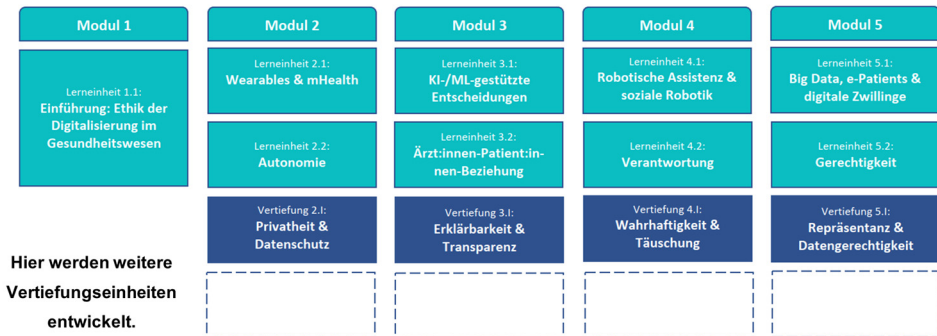 Modul 1
Modul 2
Modul 3
Modul 4
Modul 5
Lerneinheit 1.1:
Einführung: Ethik der
Digitalisierung im
Gesundheitswesen
Lerneinheit 2.1:
Wearables & mHealth
Lerneinheit 3.1:
KI-/ML-gestützte
Entscheidungen
Lerneinheit 4.1:
Robotische Assistenz &
soziale Robotik
Lerneinheit 5.1:
Big Data, e-Patients &
digitale Zwillinge
Lerneinheit 2.2:
Autonomie
Lerneinheit 3.2:
Ärzt:innen-Patient:in-
nen-Beziehung
Lerneinheit 4.2:
Verantwortung
Lerneinheit 5.2:
Gerechtigkeit
Vertiefung 2.I:
Privatheit &
Datenschutz
Vertiefung 3.I:
Erklärbarkeit &
Transparenz
Vertiefung 4.I:
Wahrhaftigkeit &
Täuschung
Vertiefung 5.I:
Repräsentanz &
Datengerechtigkeit
Hier werden weitere
Vertiefungseinheiten
entwickelt.